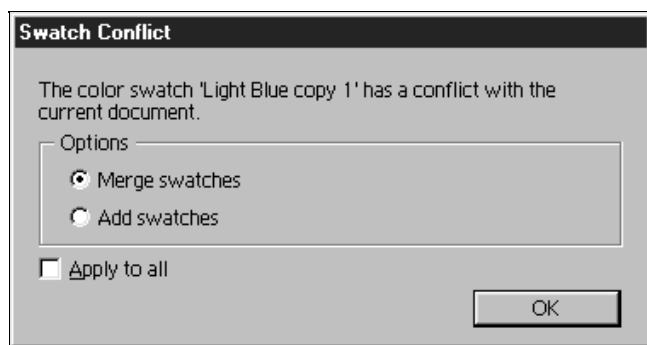 Swatch Conflict
The color swatch 'Light Blue copy 1' has a conflict with the
current document.
Options
Merge swatches
Add swatches
Apply to all
OK